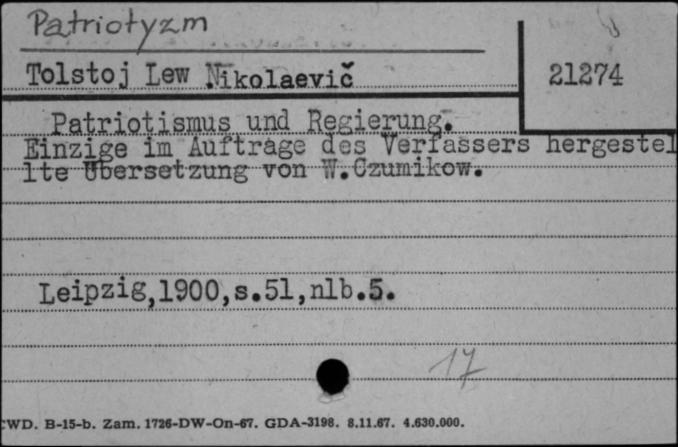 Patriotyzm
Tolstoj Lew Nikolaevič
21274
Patriotismus und Regierung.
Einzige im Auftrage des Verfassers hergestel
lte Übersetzung von W.Czumikow.
Leipzig,1900,s.51,nlb.5.
17
CWD. B-15-b. Zam. 1726-DW-On-67. GDA-3198. 8.11.67. 4.630.000.